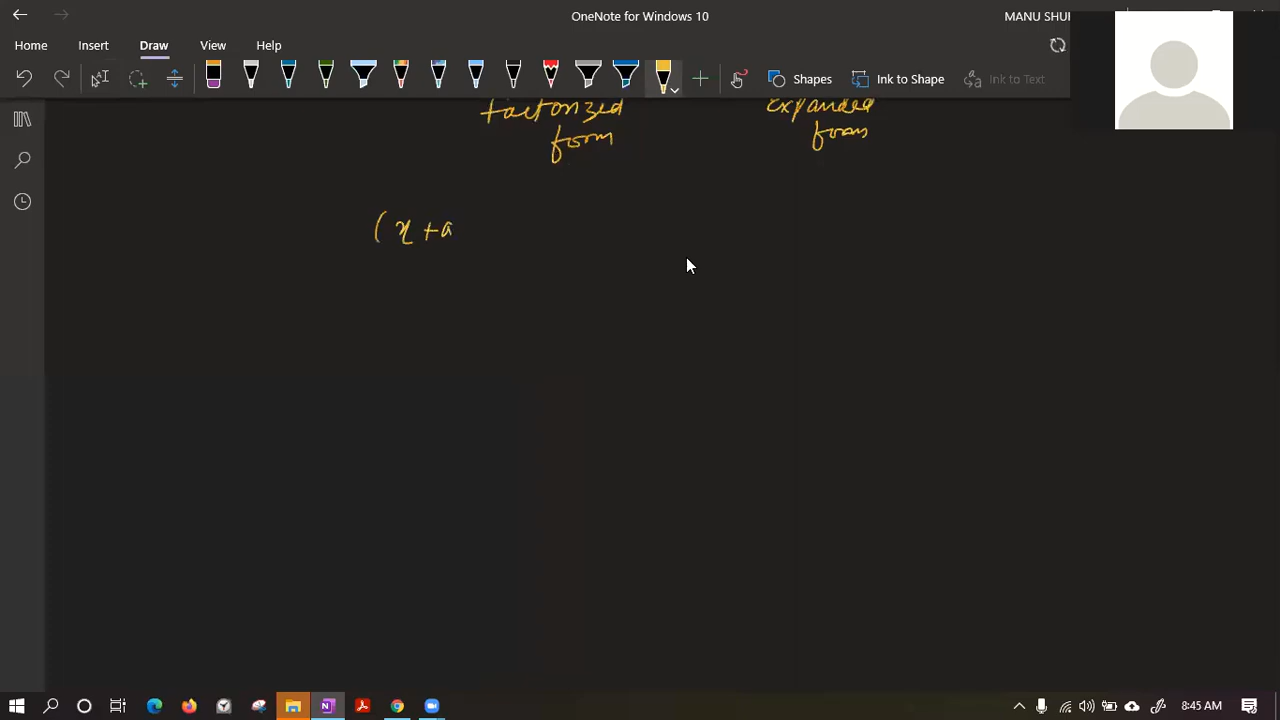 OneNote for Windows 10
MANU SHU
Home Insert Draw View Help
Shapes Ink to Shape Ink to Text
factorized expanded
form form
( x + a
8:45 AM